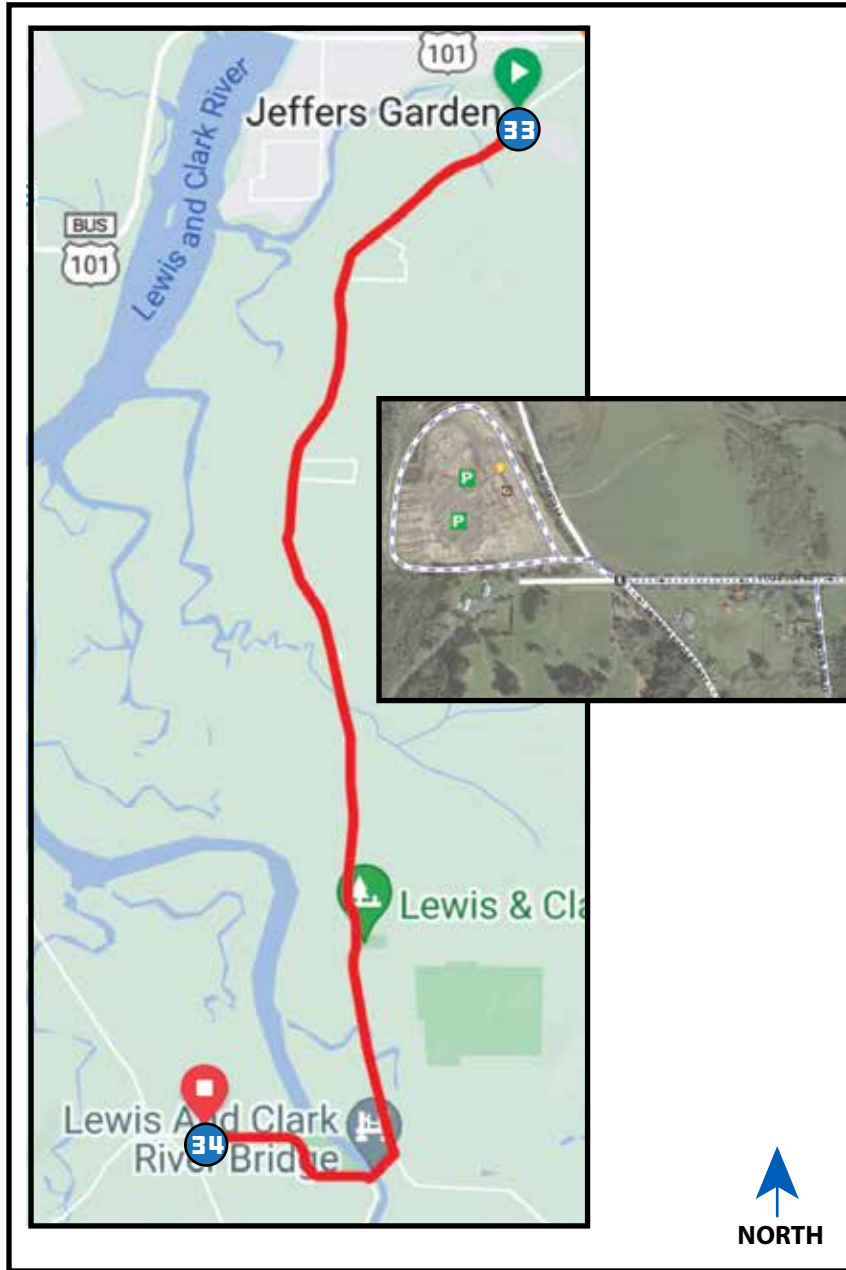 101
Jeffers Garden
33
Lewis and Clark River
BUS
101
P
P
Lewis & Cla
Lewis And Clark
River Bridge
34
NORTH